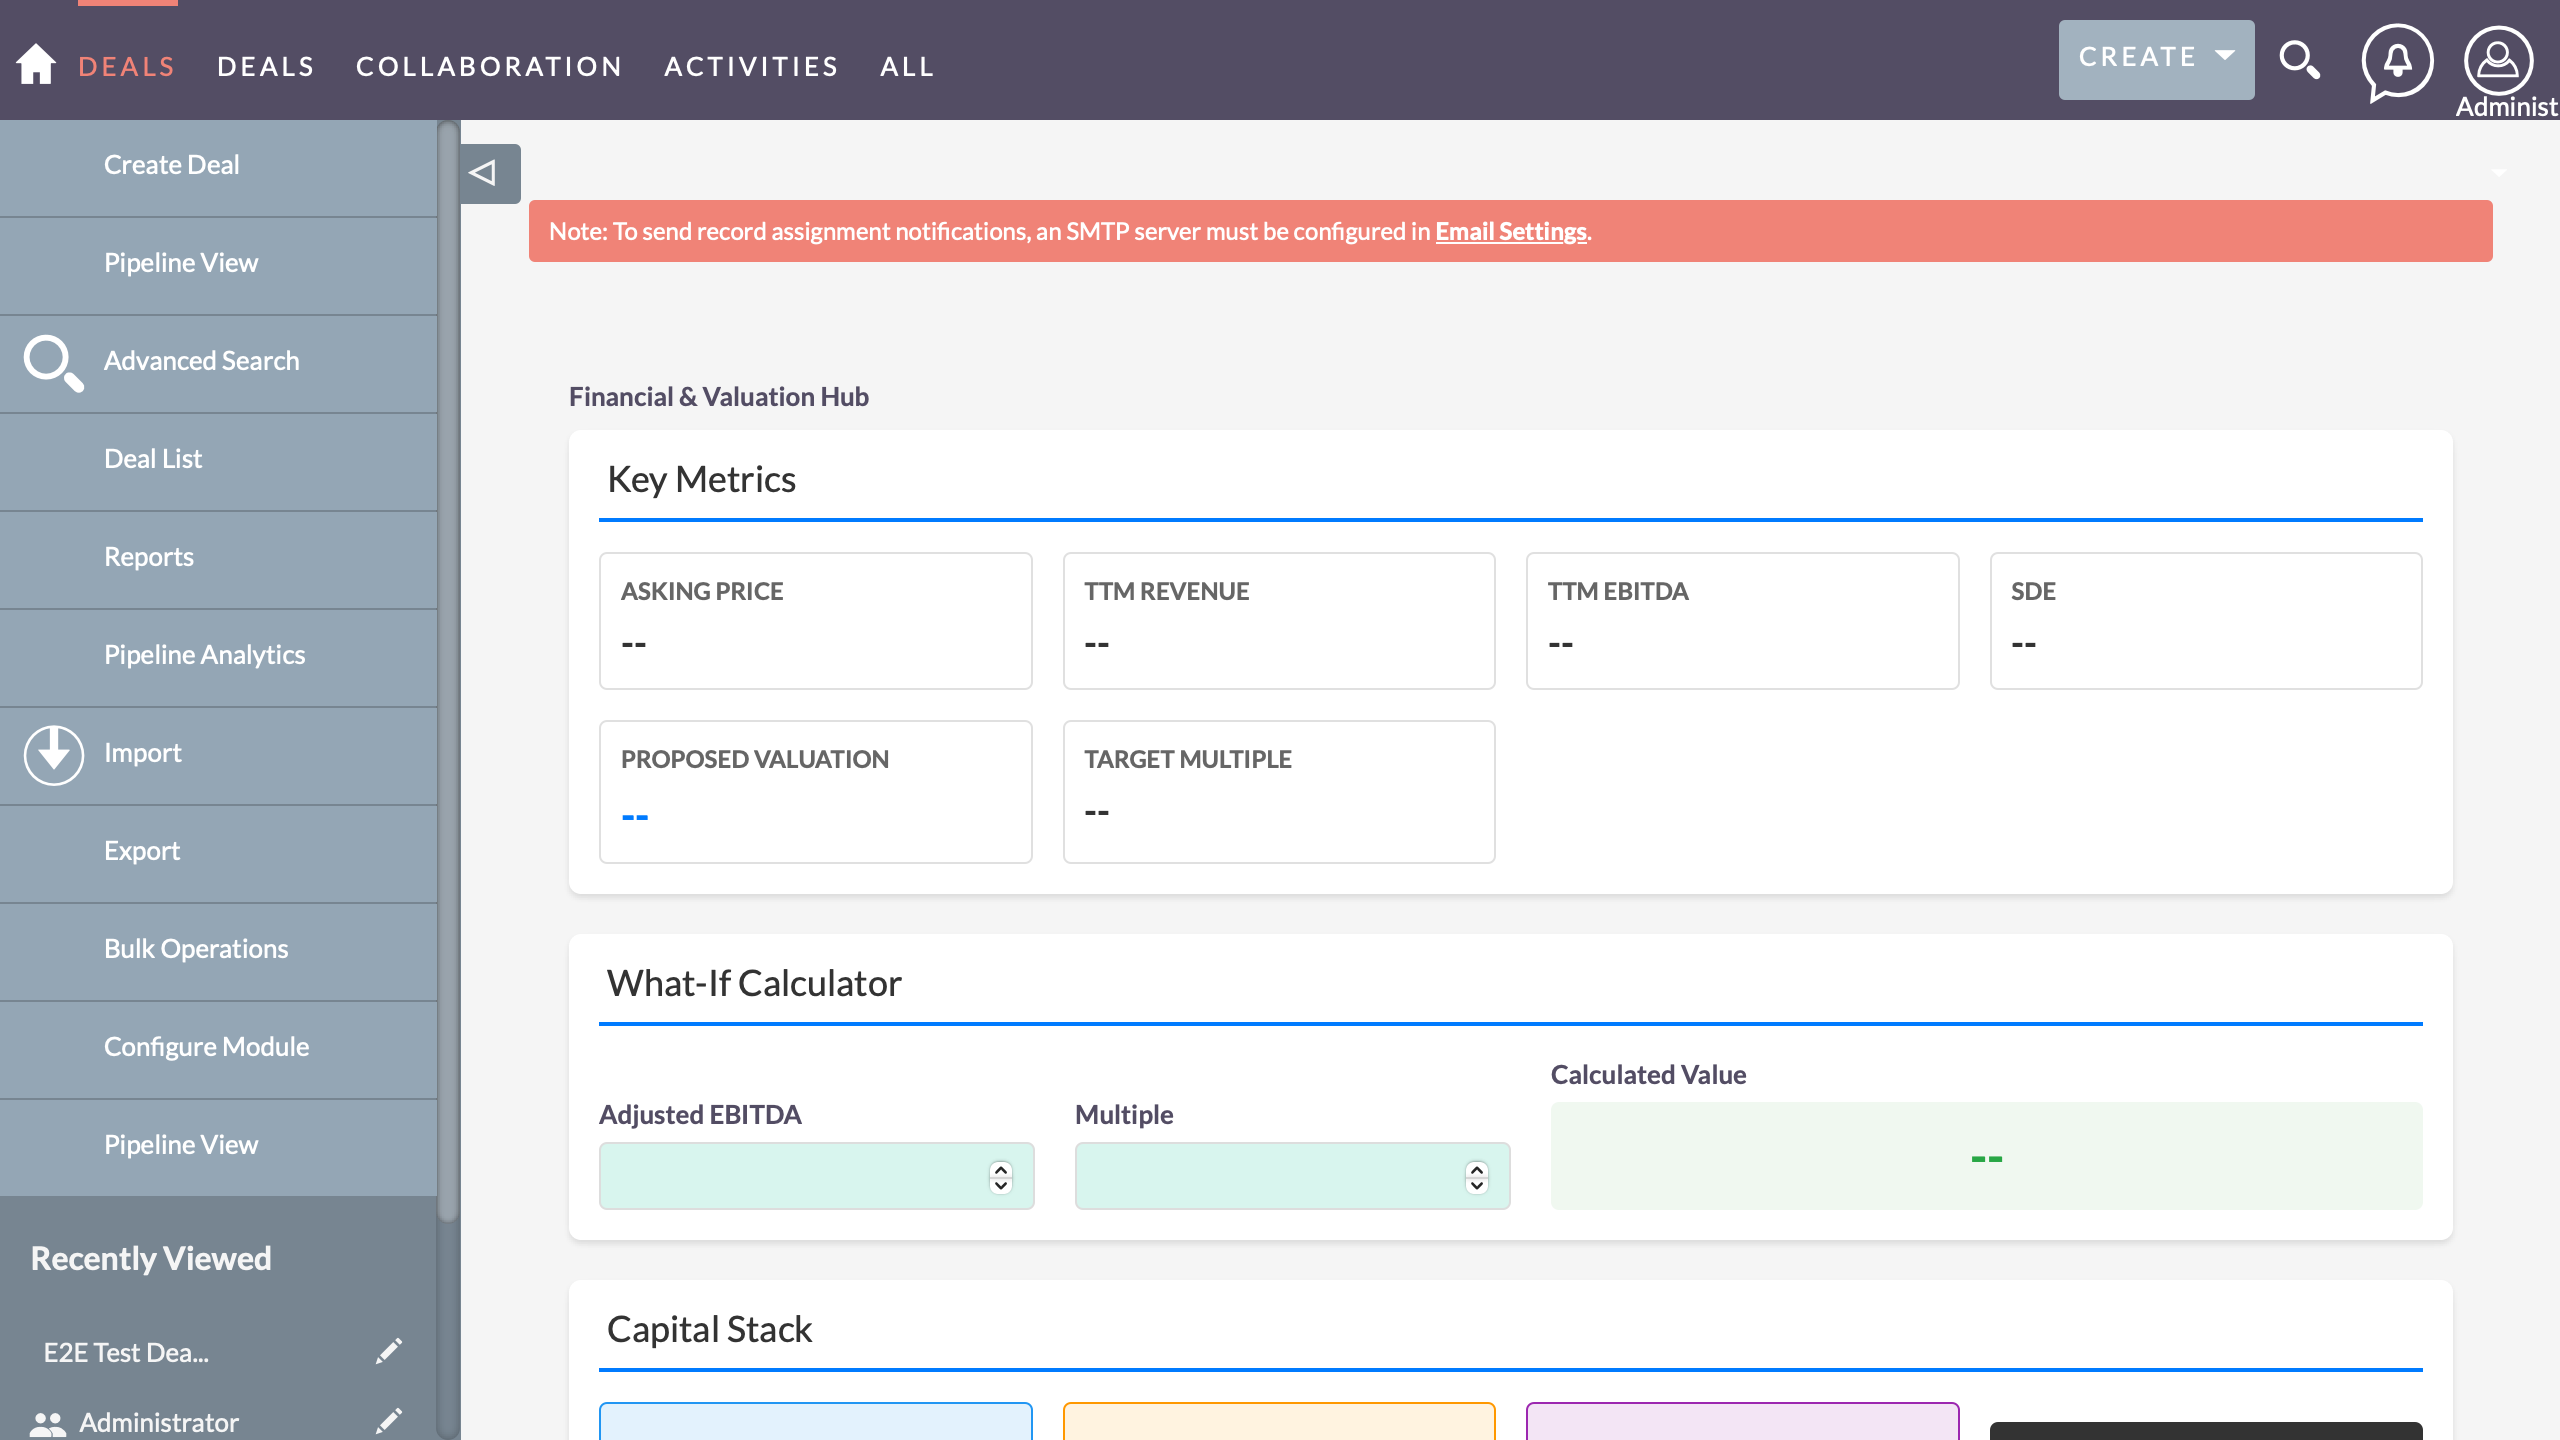 DEALS DEALS COLLABORATION ACTIVITIES ALL CREATE
Administ
Create Deal
Pipeline View
Advanced Search
Deal List
Reports
Pipeline Analytics
Import
Export
Bulk Operations
Configure Module
Pipeline View
Recently Viewed
E2E Test Dea...
Administrator
Note: To send record assignment notifications, an SMTP server must be configured in Email Settings.
Financial & Valuation Hub
Key Metrics
ASKING PRICE
--
TTM REVENUE
--
TTM EBITDA
--
SDE
--
PROPOSED VALUATION
--
TARGET MULTIPLE
--
What-If Calculator
Adjusted EBITDA
Multiple
Calculated Value
--
Capital Stack